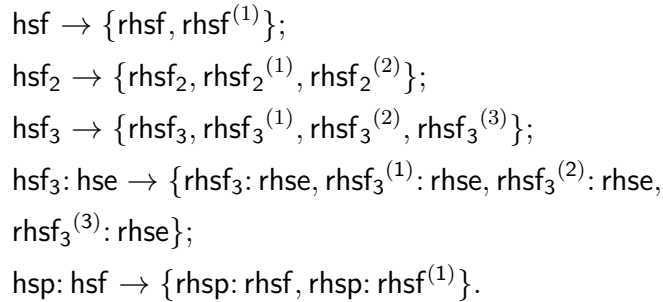 hsf → {rhsf, rhsf⁽¹⁾};
hsf₂ → {rhsf₂, rhsf₂⁽¹⁾, rhsf₂⁽²⁾};
hsf₃ → {rhsf₃, rhsf₃⁽¹⁾, rhsf₃⁽²⁾, rhsf₃⁽³⁾};
hsf₃: hse → {rhsf₃: rhse, rhsf₃⁽¹⁾: rhse, rhsf₃⁽²⁾: rhse,
rhsf₃⁽³⁾: rhse};
hsp: hsf → {rhsp: rhsf, rhsp: rhsf⁽¹⁾}.